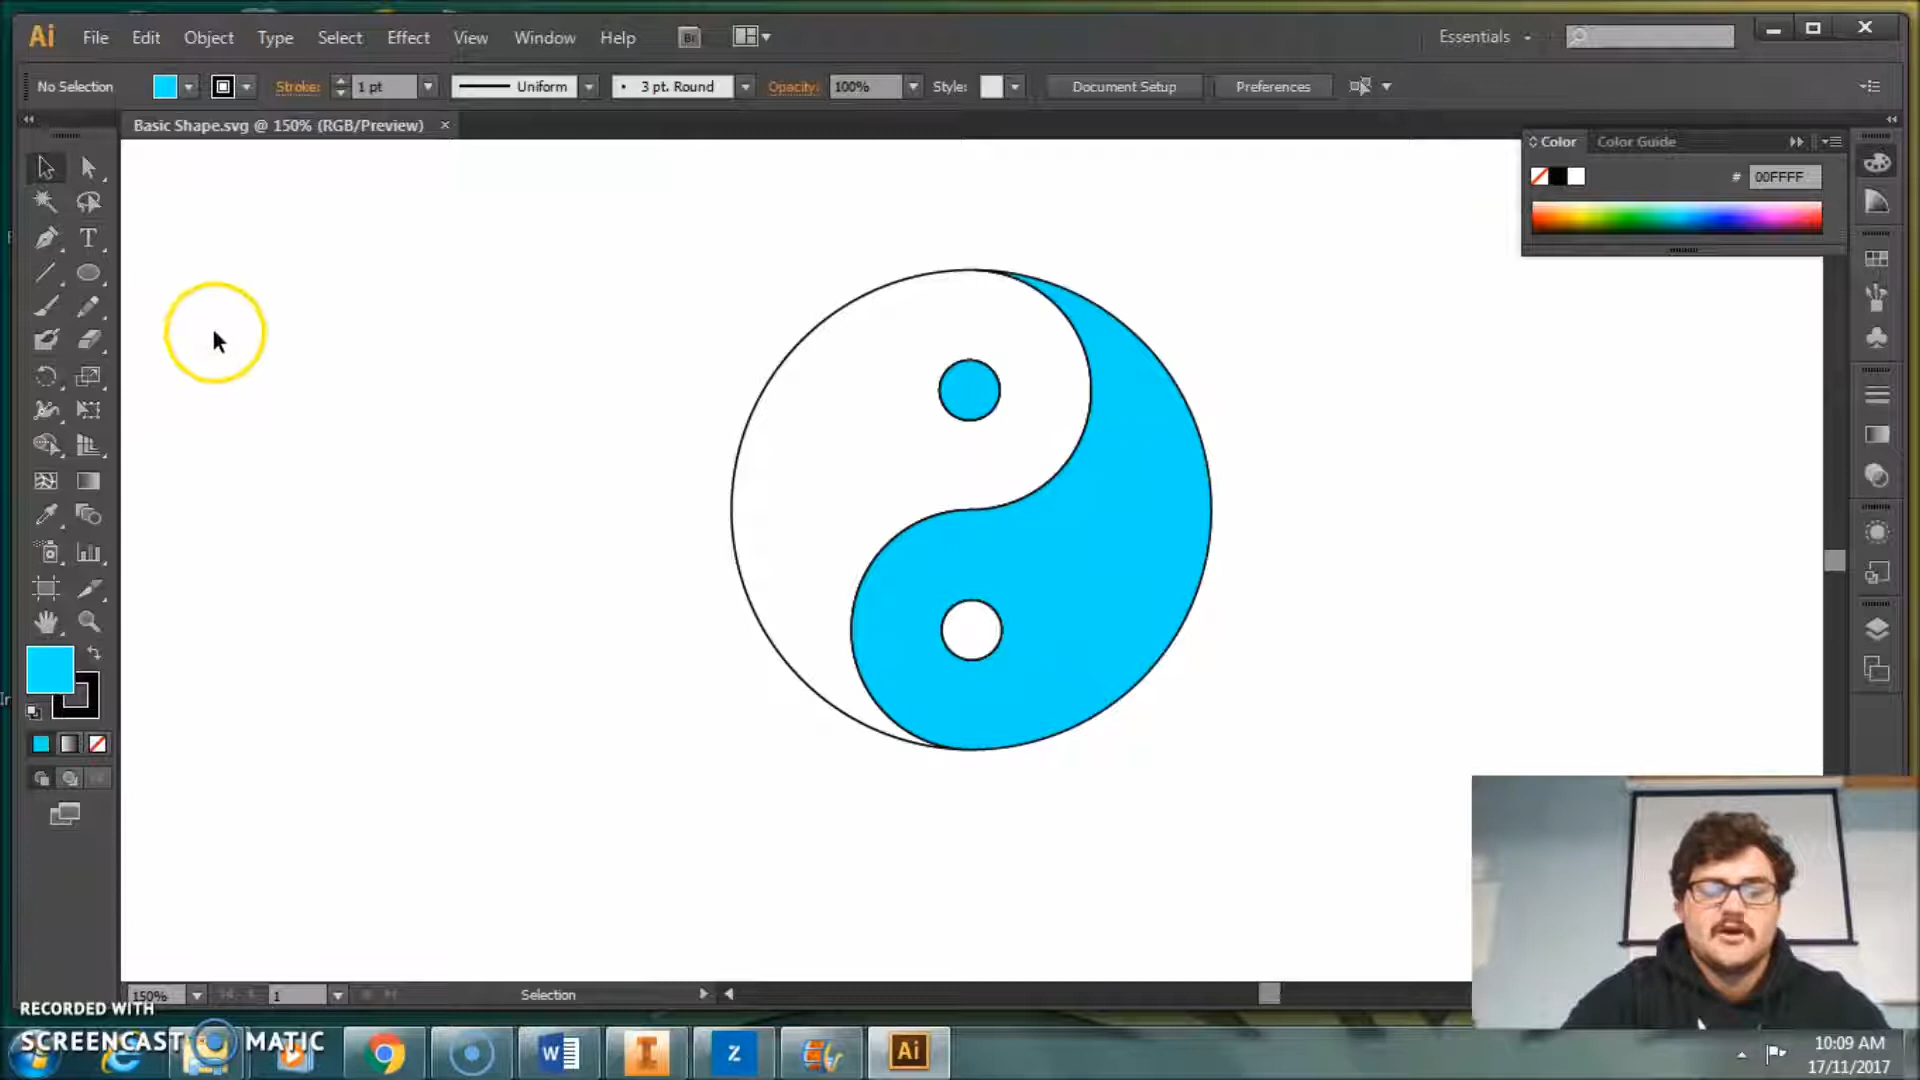 Ai File Edit Object Type Select Effect View Window Help Br Essentials
No Selection Stroke: 1 pt Uniform 3 pt. Round Opacity: 100% Style: Document Setup Preferences
Basic Shape.svg @ 150% (RGB/Preview) ×
Color Color Guide
# 00FFFF
T
150% 1 Selection
RECORDED WITH
SCREENCAST MATIC
W I Z Ai
10:09 AM
17/11/2017